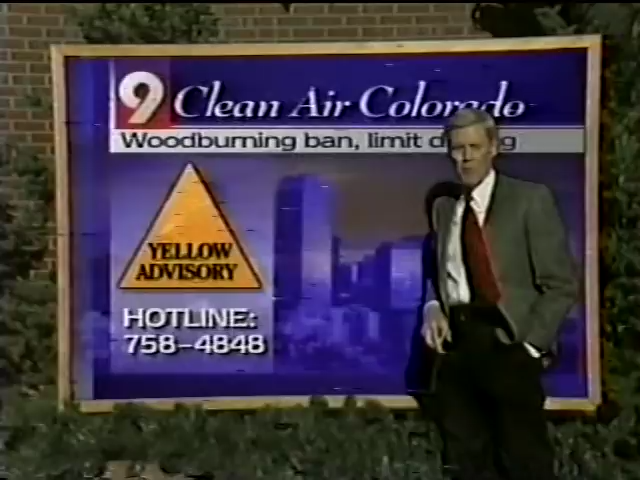 9 Clean Air Colorado
Woodburning ban, limit
YELLOW
ADVISORY
HOTLINE:
758-4848